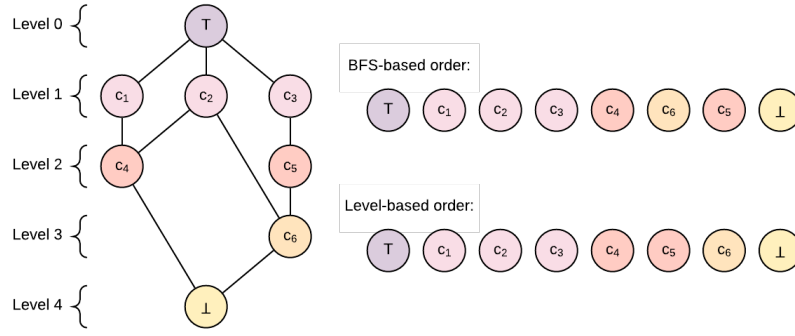 Level 0
T
BFS-based order:
Level 1
c1 c2 c3
T c1 c2 c3 c4 c6 c5 ⊥
Level 2
c4 c5
Level-based order:
Level 3
c6
T c1 c2 c3 c4 c5 c6 ⊥
Level 4
⊥